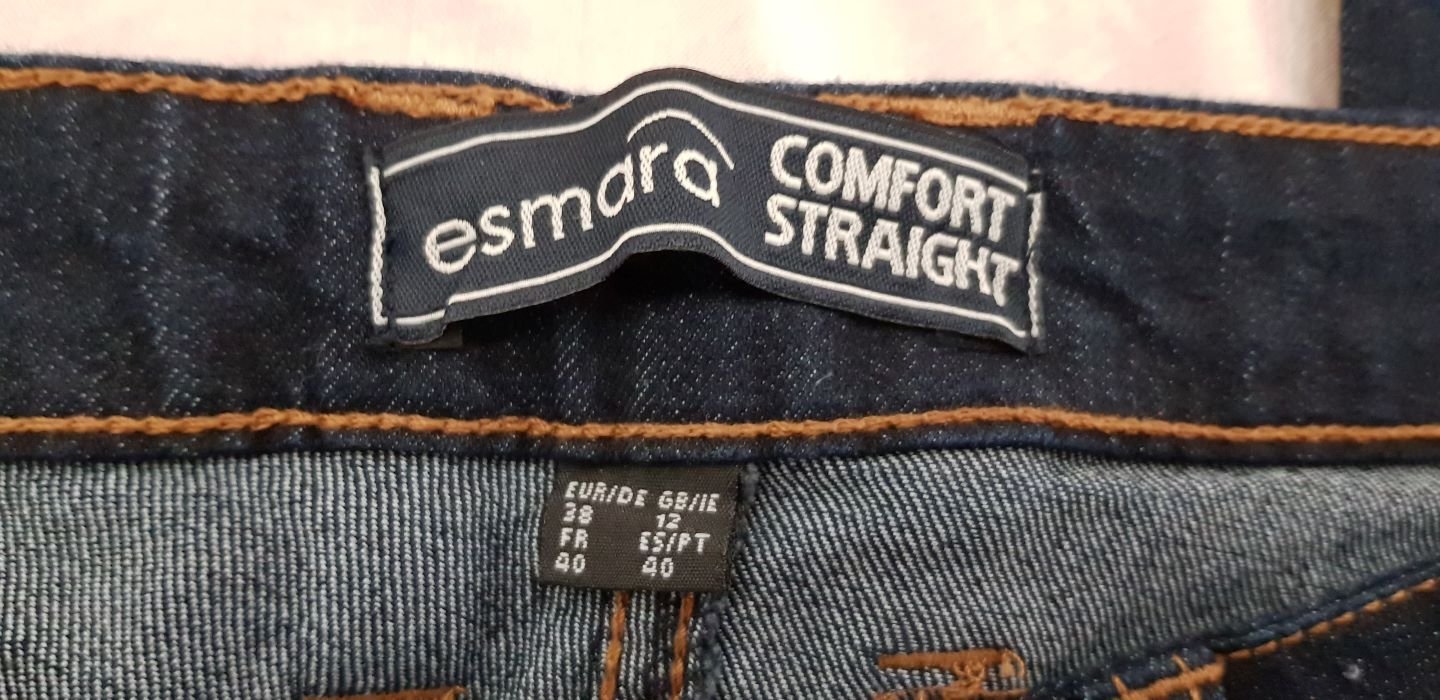 esmara
COMFORT
STRAIGHT
EUR/DE GB/IE
38 12
FR ES/PT
40 40